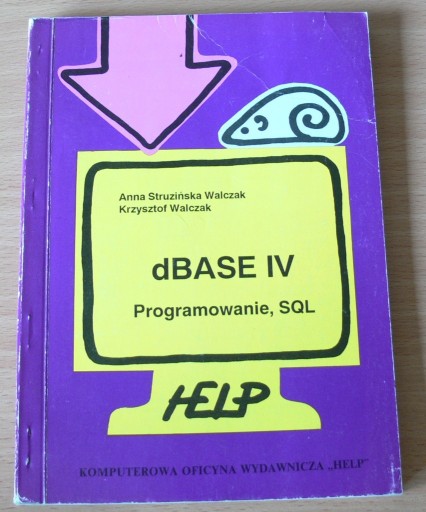 Anna Struzińska Walczak
Krzysztof Walczak
dBASE IV
Programowanie, SQL
HELP
KOMPUTEROWA OFICYNA WYDAWNICZA „HELP”